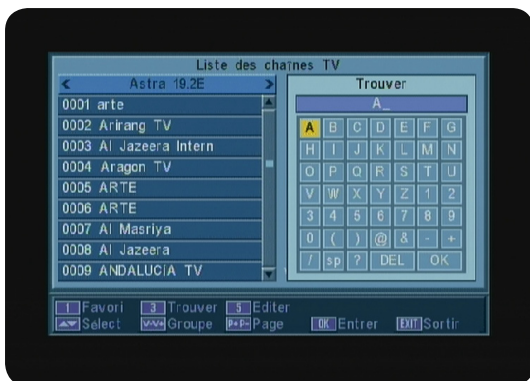 Liste des chaînes TV
< Astra 19.2E >
0001 arte
0002 Arirang TV
0003 Al Jazeera Intern
0004 Aragon TV
0005 ARTE
0006 ARTE
0007 Al Masriya
0008 Al Jazeera
0009 ANDALUCIA TV
Trouver
A_
A B C D E F G
H I J K L M N
O P Q R S T U
V W X Y Z 1 2
3 4 5 6 7 8 9
0 ( ) @ & - +
/ sp ? DEL OK
1 Favori 3 Trouver 5 Editer
▲▼ Select V-V+ Groupe P+P- Page OK Entrer EXIT Sortir